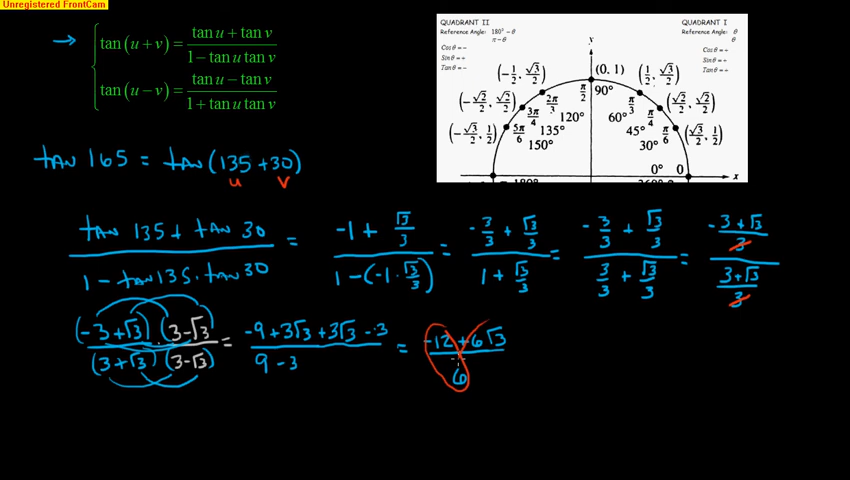 Unregistered FrontCam
→ { tan(u + v) = (tan u + tan v)/(1 − tan u tan v)
tan(u − v) = (tan u − tan v)/(1 + tan u tan v)
QUADRANT II
Reference Angle: 180° − θ
π − θ
Cos θ = −
Sin θ = +
Tan θ = −
QUADRANT I
Reference Angle: θ
θ
Cos θ = +
Sin θ = +
Tan θ = +
y
(0, 1)
(−1/2, √3/2)
(1/2, √3/2)
(−√2/2, √2/2)
(√2/2, √2/2)
(−√3/2, 1/2)
(√3/2, 1/2)
π/2 90°
2π/3 120°
3π/4 135°
5π/6 150°
60° π/3
45° π/4
30° π/6
0° 0 x
TAN 165 = TAN(135 + 30)
u v
(tan 135 + tan 30)/(1 − tan 135 · tan 30) = (−1 + √3/3)/(1 − (−1 · √3/3)) = (−3/3 + √3/3)/(1 + √3/3) = (−3/3 + √3/3)/(3/3 + √3/3) = ((−3 + √3)/3)/((3 + √3)/3)
(−3 + √3)/(3 + √3) · (3 − √3)/(3 − √3) = (−9 + 3√3 + 3√3 − 3)/(9 − 3) = (−12 + 6√3)/6